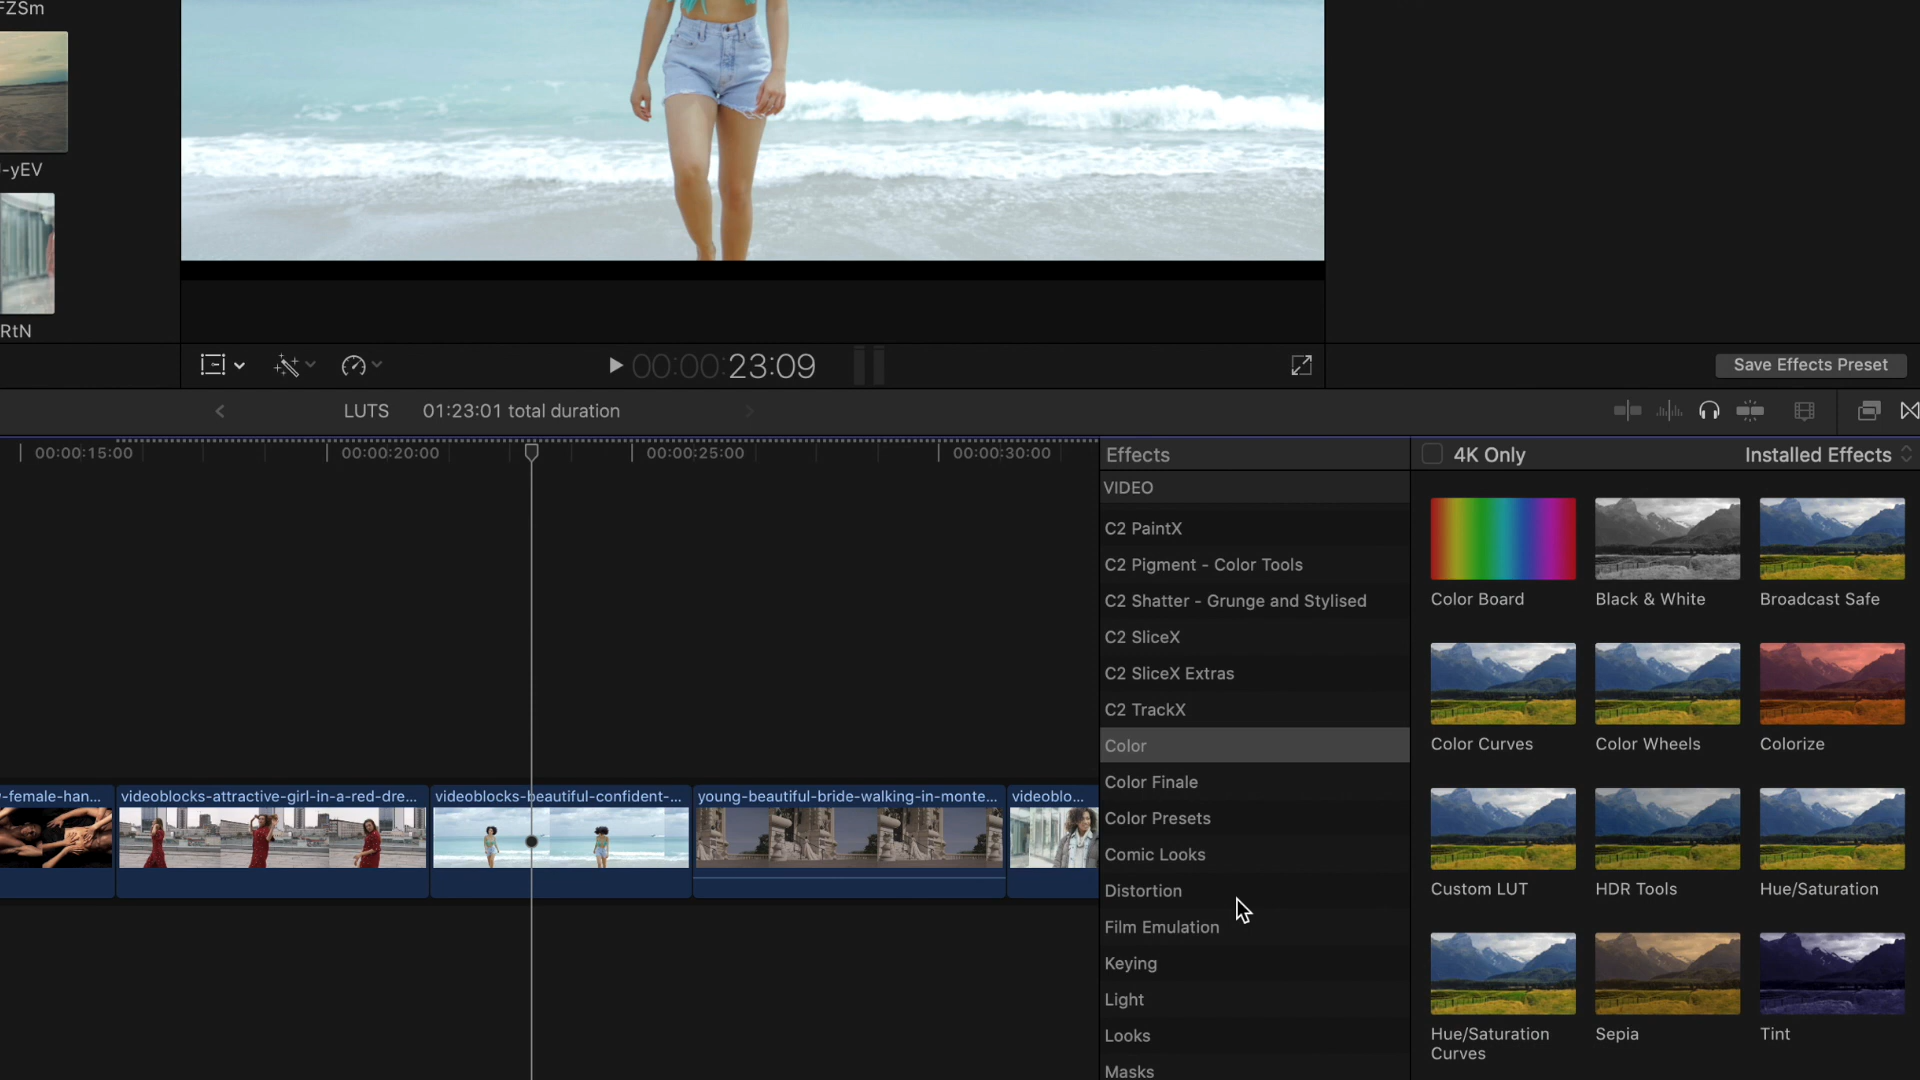 FZSm
-yEV
RtN
00:00:23:09
Save Effects Preset
LUTS 01:23:01 total duration
00:00:15:00 00:00:20:00 00:00:25:00 00:00:30:00
Effects
4K Only
Installed Effects
VIDEO
C2 PaintX
C2 Pigment - Color Tools
C2 Shatter - Grunge and Stylised
C2 SliceX
C2 SliceX Extras
C2 TrackX
Color
Color Finale
Color Presets
Comic Looks
Distortion
Film Emulation
Keying
Light
Looks
Masks
Color Board
Black & White
Broadcast Safe
Color Curves
Color Wheels
Colorize
Custom LUT
HDR Tools
Hue/Saturation
Hue/Saturation
Curves
Sepia
Tint
-female-han...
videoblocks-attractive-girl-in-a-red-dre...
videoblocks-beautiful-confident-...
young-beautiful-bride-walking-in-monte...
videoblo...